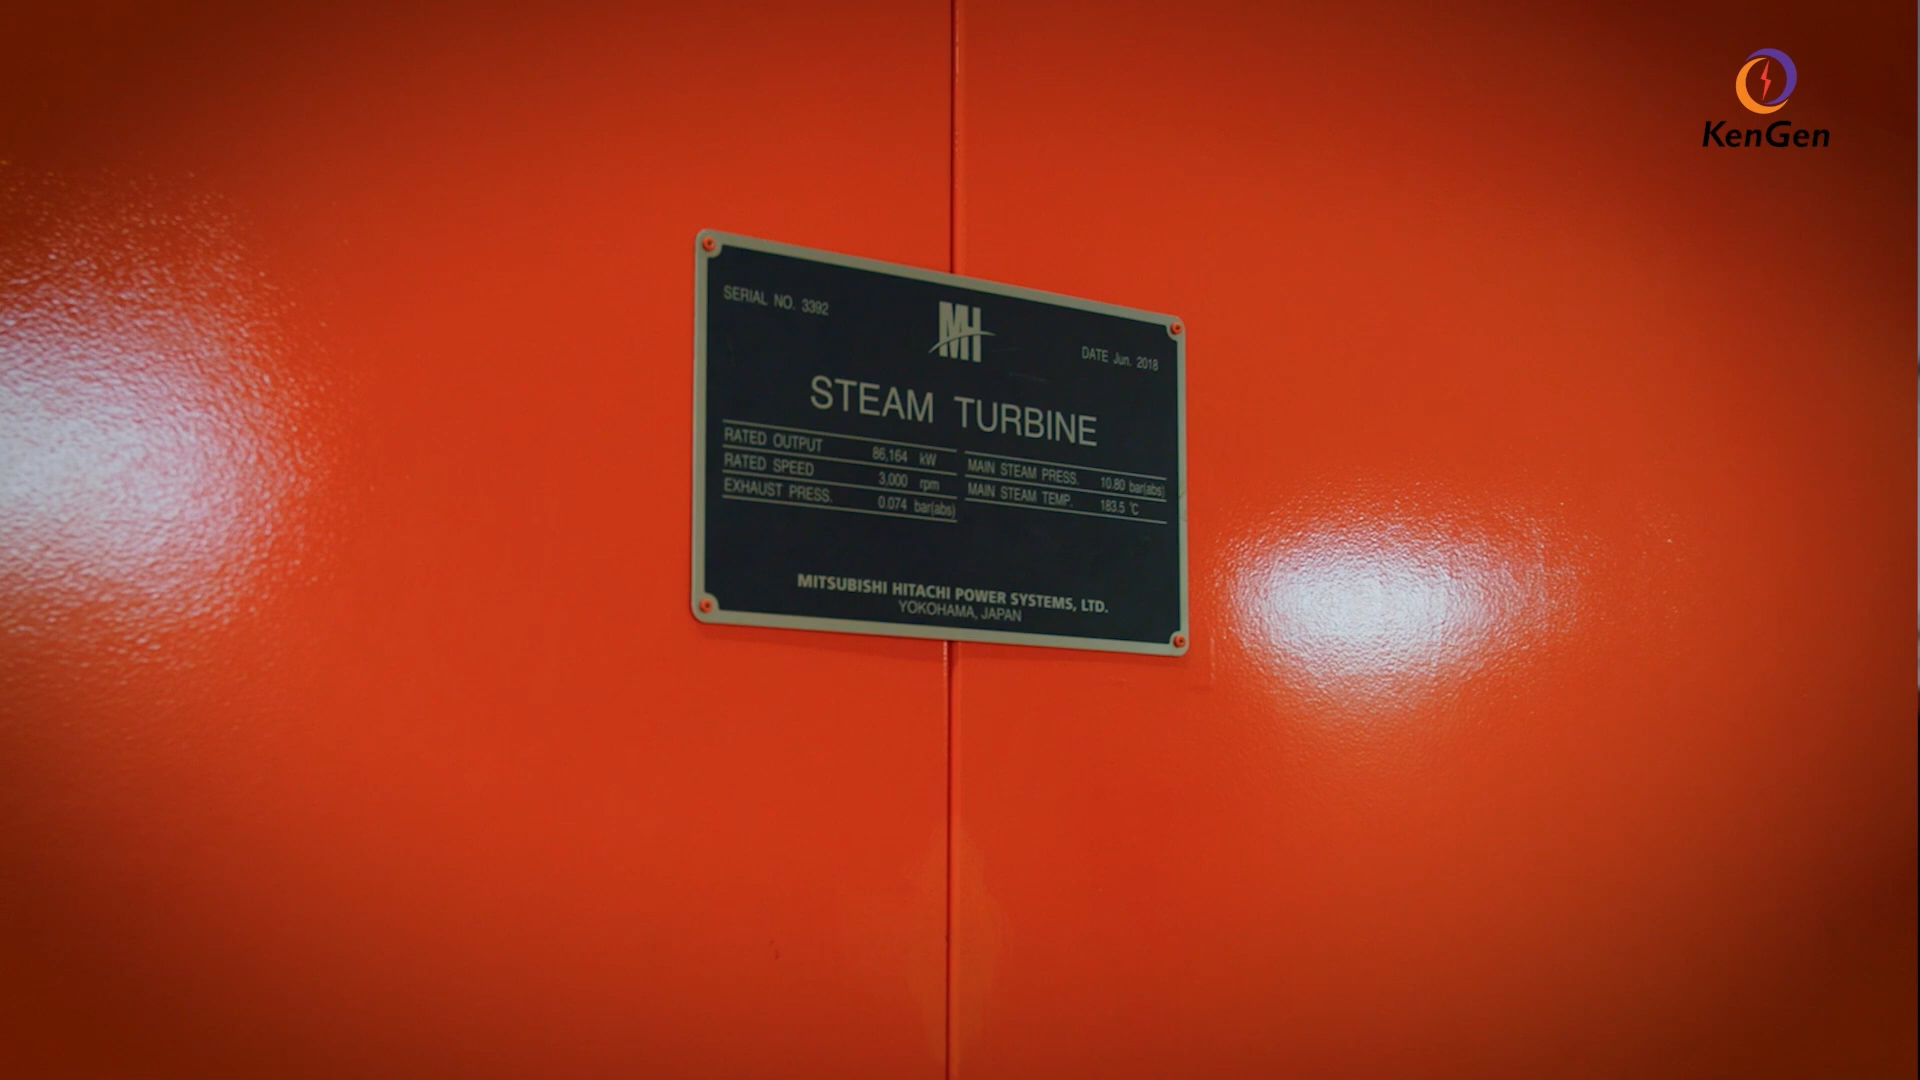 KenGen
SERIAL NO. 3392
MH
DATE Jun. 2018
STEAM TURBINE
RATED OUTPUT 86,164 kW
RATED SPEED 3,000 rpm
EXHAUST PRESS. 0.074 bar(abs)
MAIN STEAM PRESS. 10.80 bar(abs)
MAIN STEAM TEMP. 183.5 °C
MITSUBISHI HITACHI POWER SYSTEMS, LTD.
YOKOHAMA, JAPAN